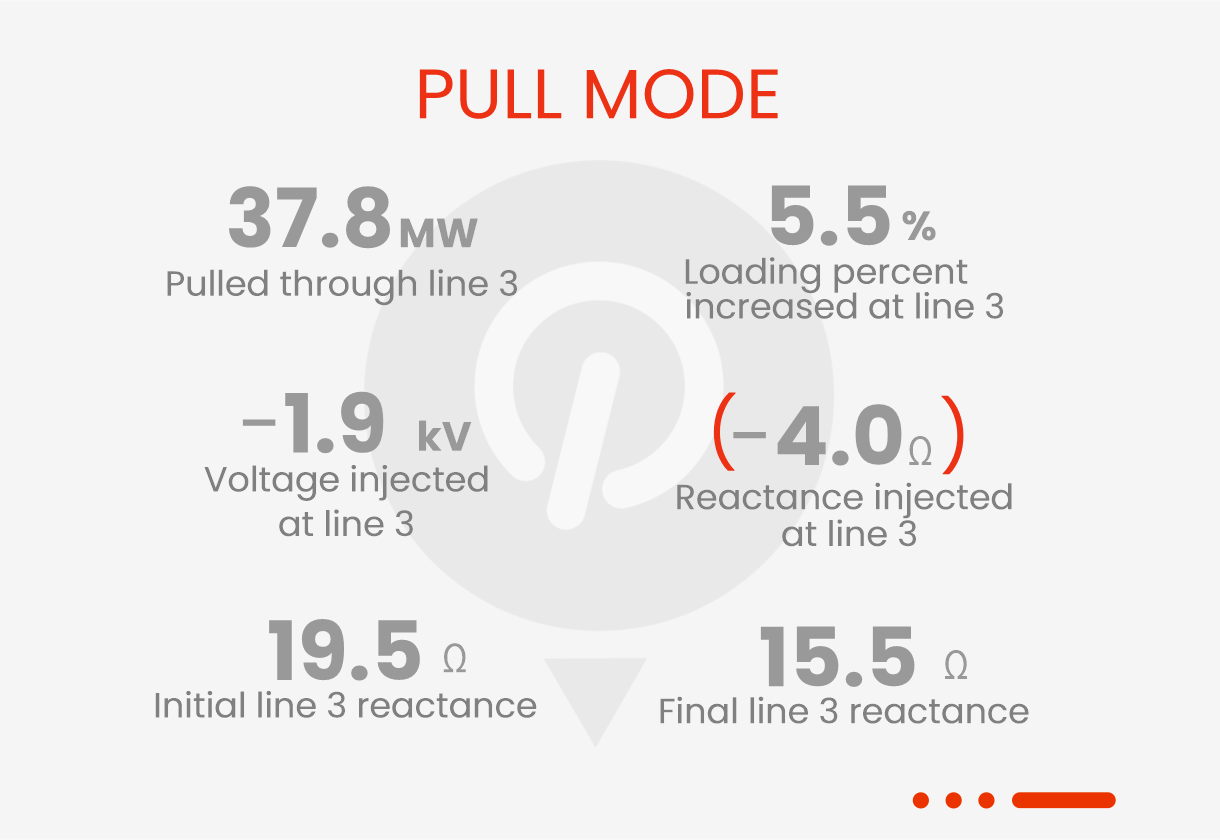 PULL MODE
37.8 MW
Pulled through line 3
5.5 %
Loading percent
increased at line 3
−1.9 kV
Voltage injected
at line 3
(−4.0 Ω)
Reactance injected
at line 3
19.5 Ω
Initial line 3 reactance
15.5 Ω
Final line 3 reactance